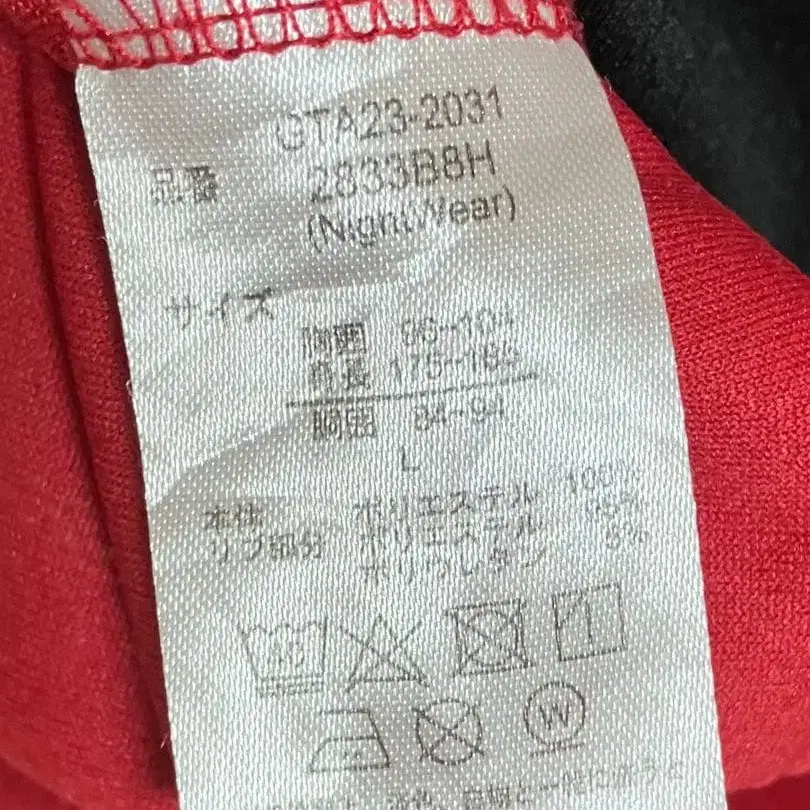 GTA23-2031
品番 2833B8H
(NightWear)
サイズ
胸囲 96~104
身長 175~185
胴囲 84~94
L
本体 ポリエステル 100%
リブ部分 ポリエステル 95%
ポリウレタン 5%
40
W